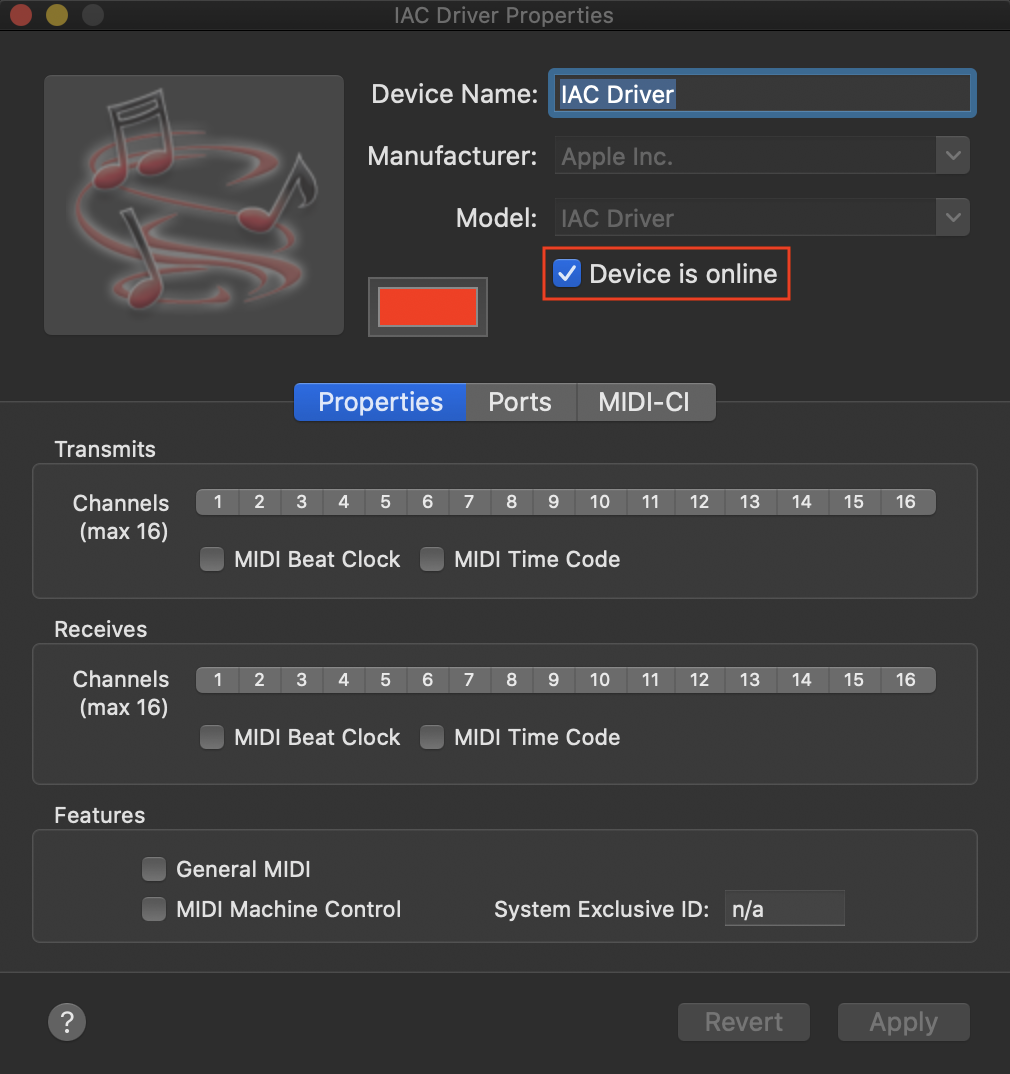 IAC Driver Properties
Device Name: IAC Driver
Manufacturer: Apple Inc.
Model: IAC Driver
Device is online
Properties Ports MIDI-CI
Transmits
Channels 1 2 3 4 5 6 7 8 9 10 11 12 13 14 15 16
(max 16)
MIDI Beat Clock MIDI Time Code
Receives
Channels 1 2 3 4 5 6 7 8 9 10 11 12 13 14 15 16
(max 16)
MIDI Beat Clock MIDI Time Code
Features
General MIDI
MIDI Machine Control System Exclusive ID: n/a
? Revert Apply